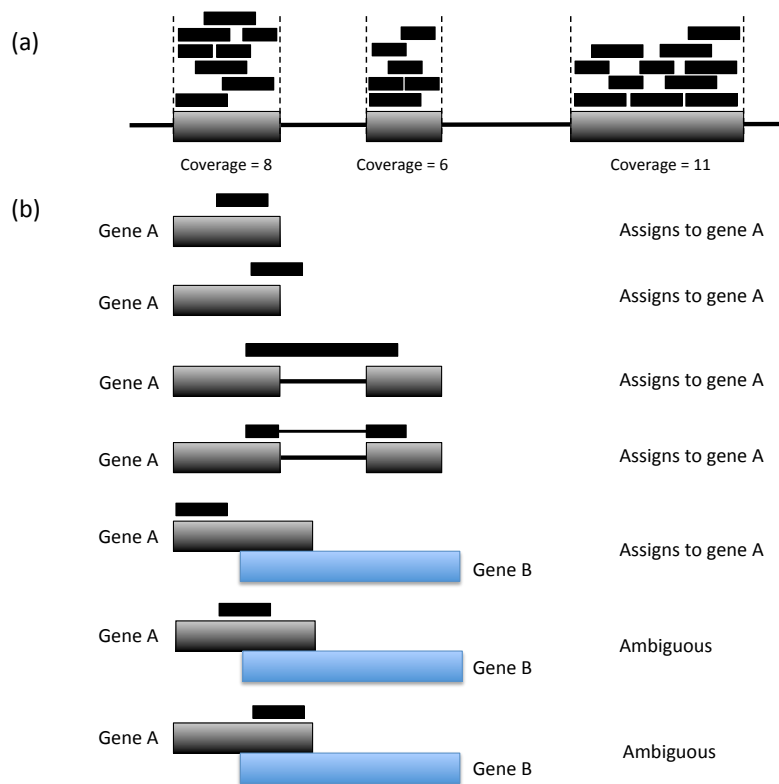 (a)
Coverage = 8 Coverage = 6 Coverage = 11
(b)
Gene A Assigns to gene A
Gene A Assigns to gene A
Gene A Assigns to gene A
Gene A Assigns to gene A
Gene A Assigns to gene A
Gene B
Gene A Ambiguous
Gene B
Gene A Ambiguous
Gene B